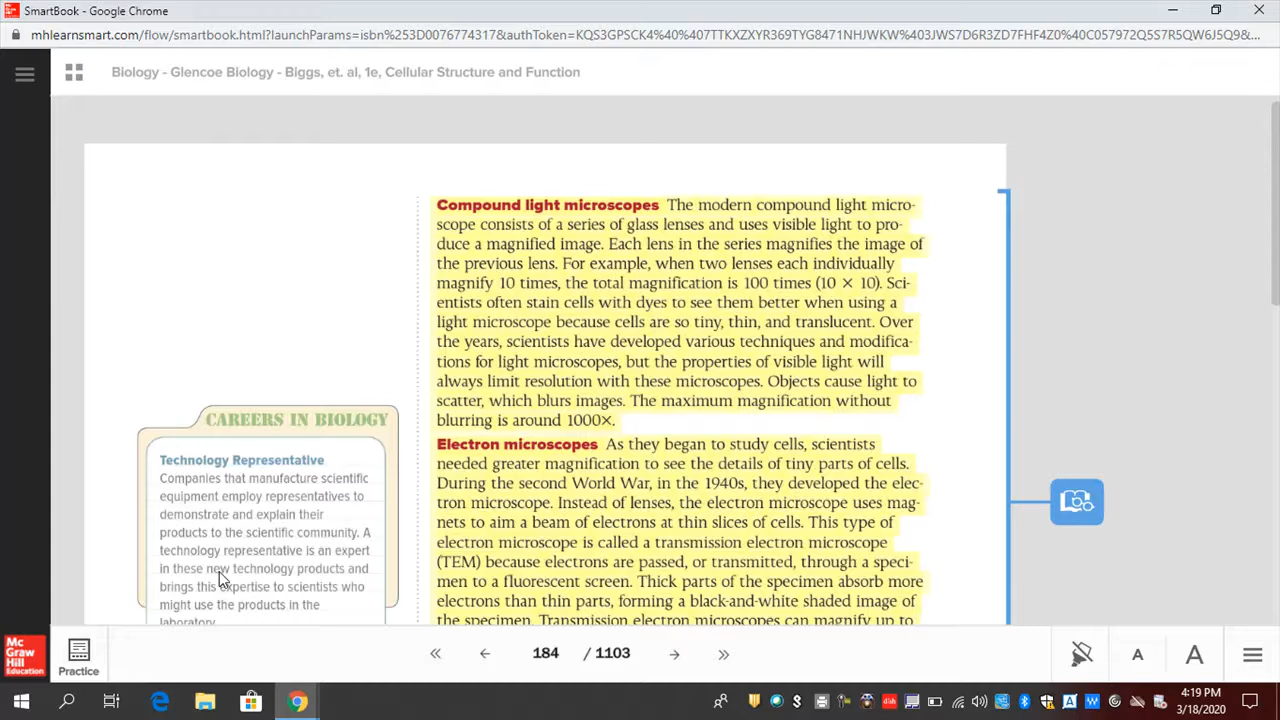 SmartBook - Google Chrome
mhlearnsmart.com/flow/smartbook.html?launchParams=isbn%253D0076774317&authToken=KQS3GPSCK4%40%407TTKXZXYR369TYG8471NHJWKW%403JWS7D6R3ZD7FHF4Z0%40C057972Q5S7R5QW6J5Q9&...
Biology - Glencoe Biology - Biggs, et. al, 1e, Cellular Structure and Function
Compound light microscopes The modern compound light micro-
scope consists of a series of glass lenses and uses visible light to pro-
duce a magnified image. Each lens in the series magnifies the image of
the previous lens. For example, when two lenses each individually
magnify 10 times, the total magnification is 100 times (10 × 10). Sci-
entists often stain cells with dyes to see them better when using a
light microscope because cells are so tiny, thin, and translucent. Over
the years, scientists have developed various techniques and modifica-
tions for light microscopes, but the properties of visible light will
always limit resolution with these microscopes. Objects cause light to
scatter, which blurs images. The maximum magnification without
blurring is around 1000×.
Electron microscopes As they began to study cells, scientists
needed greater magnification to see the details of tiny parts of cells.
During the second World War, in the 1940s, they developed the elec-
tron microscope. Instead of lenses, the electron microscope uses mag-
nets to aim a beam of electrons at thin slices of cells. This type of
electron microscope is called a transmission electron microscope
(TEM) because electrons are passed, or transmitted, through a speci-
men to a fluorescent screen. Thick parts of the specimen absorb more
electrons than thin parts, forming a black-and-white shaded image of
the specimen. Transmission electron microscopes can magnify up to
CAREERS IN BIOLOGY
Technology Representative
Companies that manufacture scientific
equipment employ representatives to
demonstrate and explain their
products to the scientific community. A
technology representative is an expert
in these new technology products and
brings this expertise to scientists who
might use the products in the
laboratory.
Mc
Graw
Hill
Education
Practice
184 / 1103
A A
4:19 PM
3/18/2020